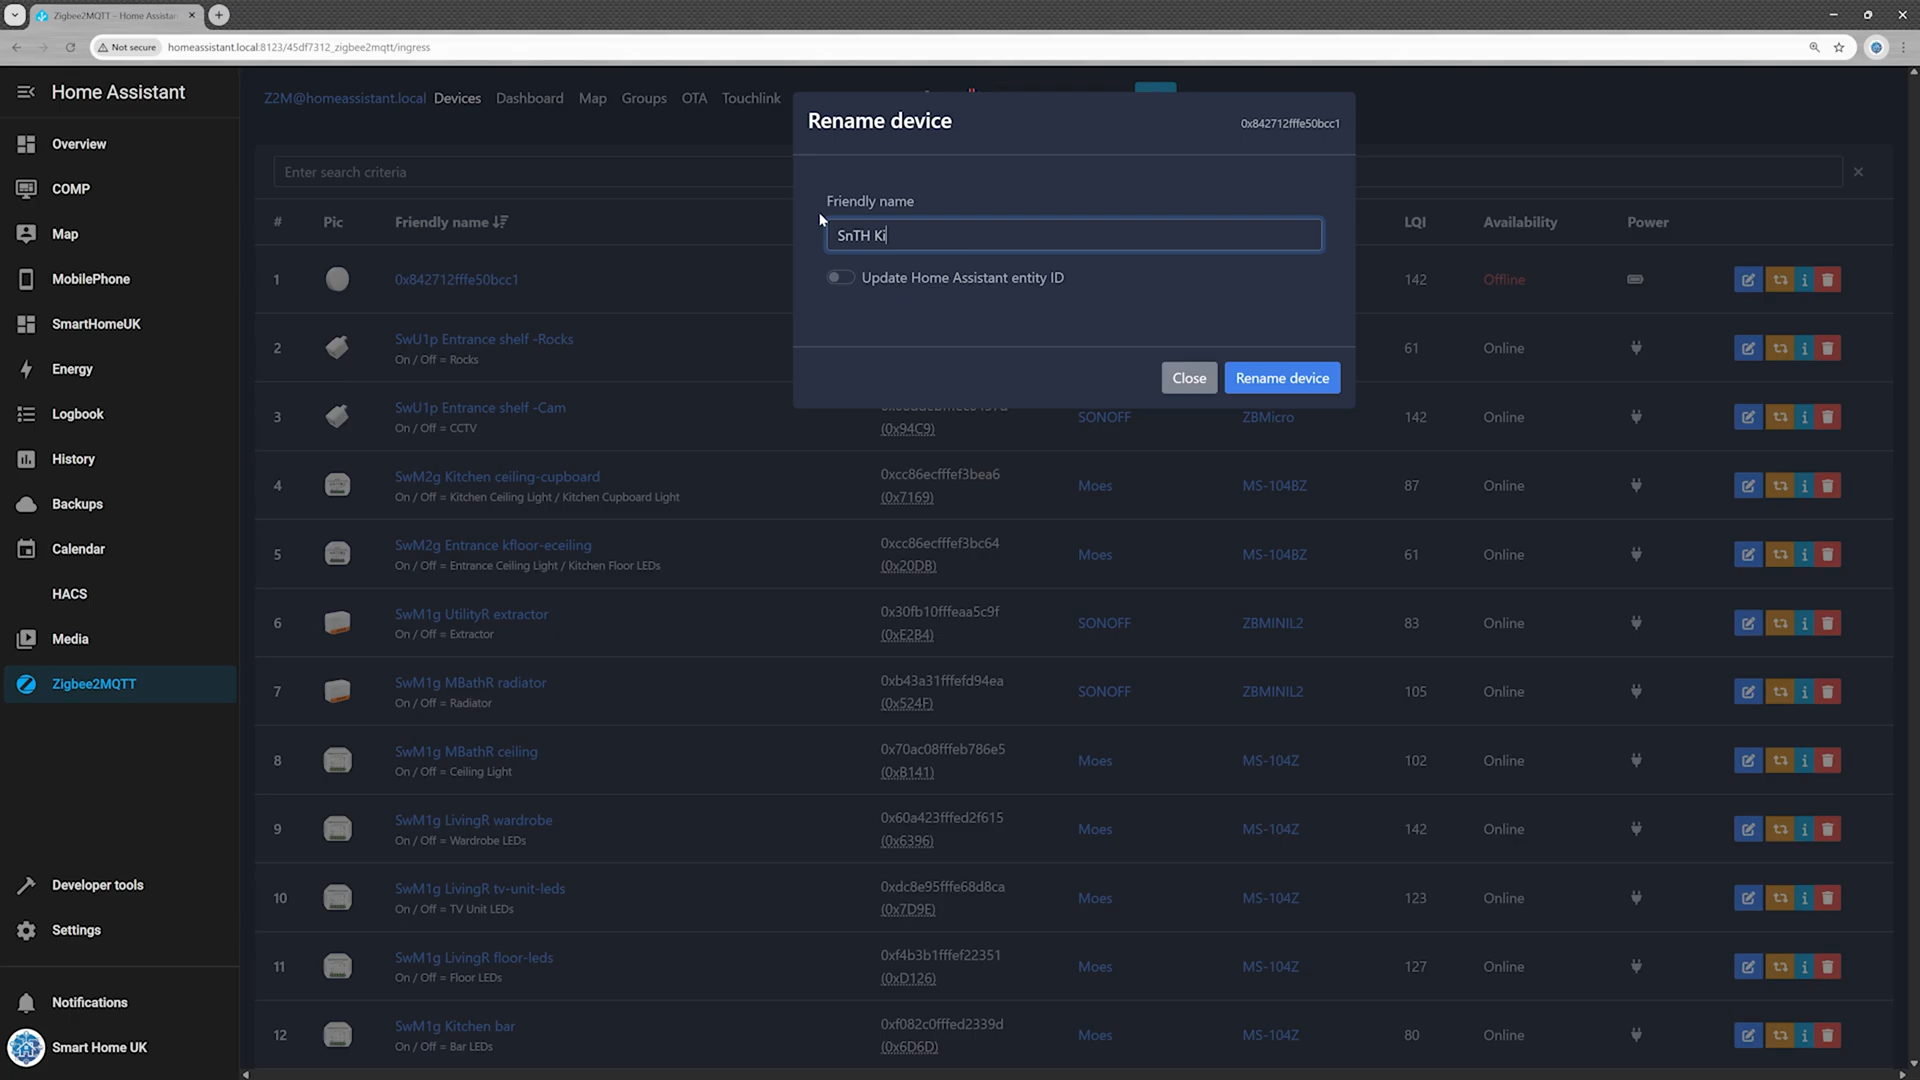 Zigbee2MQTT – Home Assistan
Not secure
homeassistant.local:8123/45df7312_zigbee2mqtt/ingress
Home Assistant
Overview
COMP
Map
MobilePhone
SmartHomeUK
Energy
Logbook
History
Backups
Calendar
HACS
Media
Zigbee2MQTT
Developer tools
Settings
Notifications
Smart Home UK
Z2M@homeassistant.local Devices Dashboard Map Groups OTA Touchlink
Enter search criteria
Rename device 0x842712fffe50bcc1
Friendly name
SnTH Ki
Update Home Assistant entity ID
Close Rename device
# Pic Friendly name LQI Availability Power
1 0x842712fffe50bcc1 142 Offline
2 SwU1p Entrance shelf -Rocks 61 Online
On / Off = Rocks
3 SwU1p Entrance shelf -Cam SONOFF ZBMicro 142 Online
On / Off = CCTV (0x94C9)
4 SwM2g Kitchen ceiling-cupboard 0xcc86ecfffef3bea6 Moes MS-104BZ 87 Online
On / Off = Kitchen Ceiling Light / Kitchen Cupboard Light (0x7169)
5 SwM2g Entrance kfloor-eceiling 0xcc86ecfffef3bc64 Moes MS-104BZ 61 Online
On / Off = Entrance Ceiling Light / Kitchen Floor LEDs (0x20DB)
6 SwM1g UtilityR extractor 0x30fb10fffeaa5c9f SONOFF ZBMINIL2 83 Online
On / Off = Extractor (0xE2B4)
7 SwM1g MBathR radiator 0xb43a31fffefd94ea SONOFF ZBMINIL2 105 Online
On / Off = Radiator (0x524F)
8 SwM1g MBathR ceiling 0x70ac08fffeb786e5 Moes MS-104Z 102 Online
On / Off = Ceiling Light (0xB141)
9 SwM1g LivingR wardrobe 0x60a423fffed2f615 Moes MS-104Z 142 Online
On / Off = Wardrobe LEDs (0x6396)
10 SwM1g LivingR tv-unit-leds 0xdc8e95fffe68d8ca Moes MS-104Z 123 Online
On / Off = TV Unit LEDs (0x7D9E)
11 SwM1g LivingR floor-leds 0xf4b3b1fffef22351 Moes MS-104Z 127 Online
On / Off = Floor LEDs (0xD126)
12 SwM1g Kitchen bar 0xf082c0fffed2339d Moes MS-104Z 80 Online
On / Off = Bar LEDs (0x6D6D)